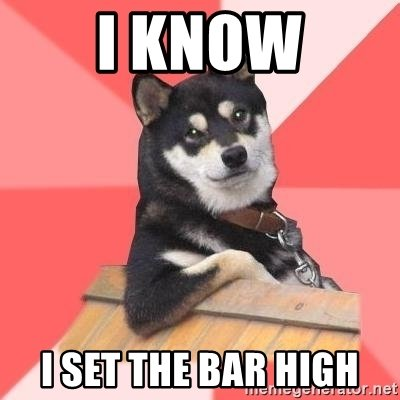 I KNOW
I SET THE BAR HIGH
memegenerator.net